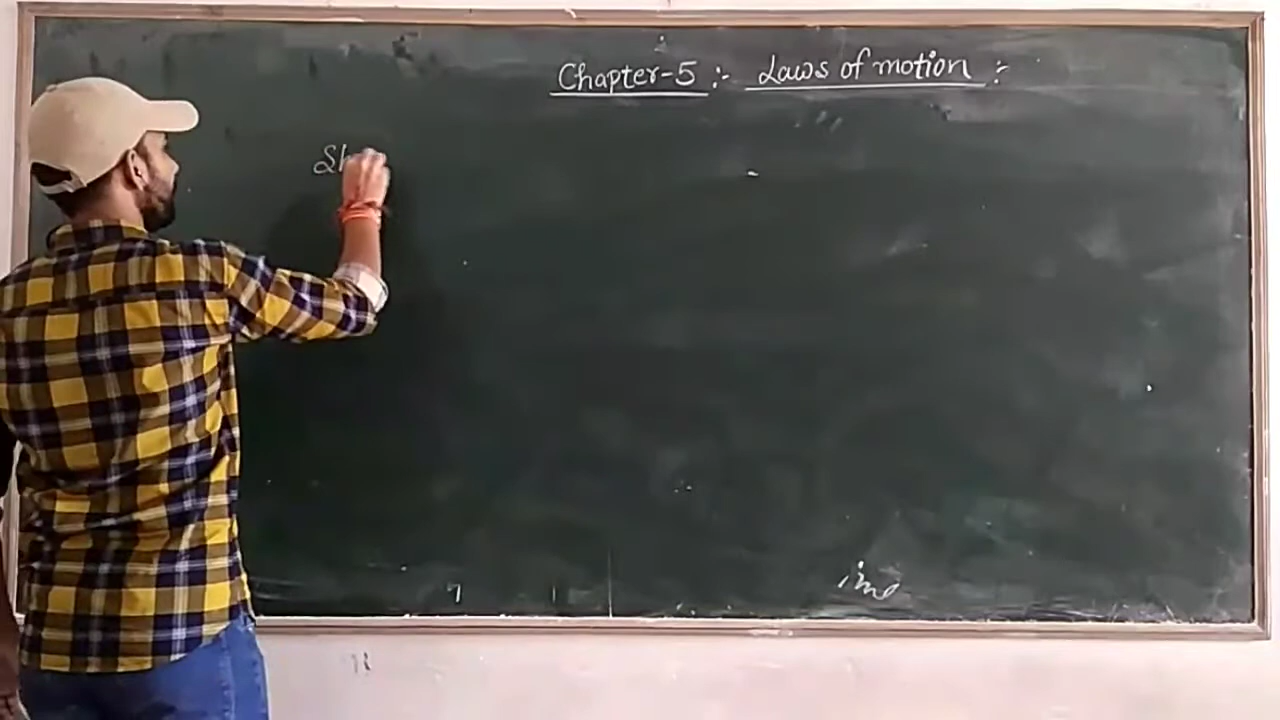 Chapter-5 :- Laws of motion :-
Sh